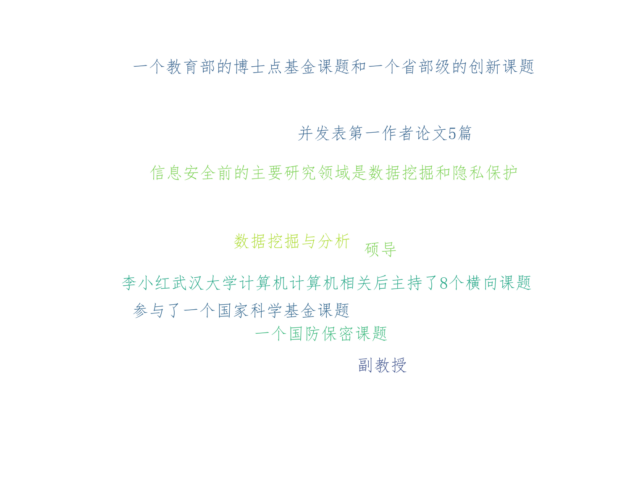 一个教育部的博士点基金课题和一个省部级的创新课题
并发表第一作者论文5篇
信息安全前的主要研究领域是数据挖掘和隐私保护
数据挖掘与分析
硕导
李小红武汉大学计算机计算机相关后主持了8个横向课题
参与了一个国家科学基金课题
一个国防保密课题
副教授